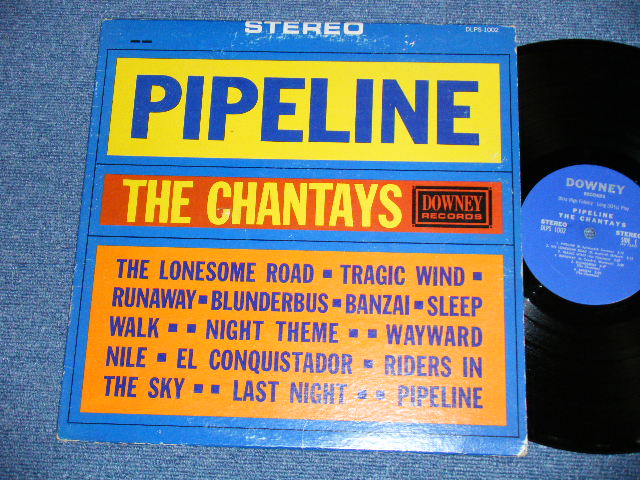 STEREO
DLPS 1002
PIPELINE
THE CHANTAYS
DOWNEY
RECORDS
THE LONESOME ROAD ▪ TRAGIC WIND ▪
RUNAWAY ▪ BLUNDERBUS ▪ BANZAI ▪ SLEEP
WALK ▪ ▪ NIGHT THEME ▪ ▪ WAYWARD
NILE ▪ EL CONQUISTADOR ▪ RIDERS IN
THE SKY ▪ ▪ LAST NIGHT ▪ ▪ PIPELINE
DOWNEY
RECORDS
PIPELINE
THE CHANTAYS
STEREO
DLPS 1002
STEREO
SIDE